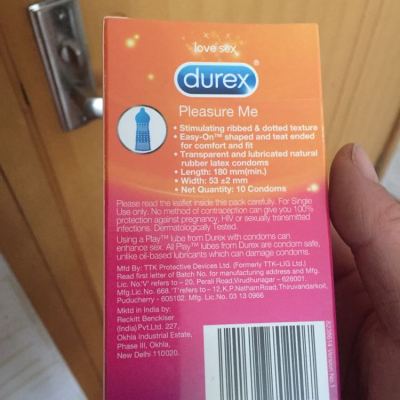 love sex
durex
Pleasure Me
• Stimulating ribbed & dotted texture
• Easy-On™ shaped and teat ended
for comfort and fit
• Transparent and lubricated natural
rubber latex condoms
• Length: 180 mm(min.)
• Width: 53 ±2 mm
• Net Quantity: 10 Condoms
Please read the leaflet inside this pack carefully. For Single
Use only. No method of contraception can give you 100%
protection against pregnancy, HIV or sexually transmitted
infections. Dermatologically Tested.
Using a Play™ lube from Durex with condoms can
enhance sex. All Play™ lubes from Durex are condom safe,
unlike oil-based lubricants which can damage condoms.
Mfd By: TTK Protective Devices Ltd. (Formerly TTK-LIG Ltd.)
Read first letter of Batch No. for manufacturing address and Mfg.
Lic. No:'V' refers to – 20, Perali Road, Virudhunagar – 626001.
Mfg.Lic.No. 668. 'T' refers to – 12, K.P.Natham Road, Thiruvandarkoil,
Puducherry - 605102. Mfg. Lic No. 03 13 0966
Mktd in India by:
Reckitt Benckiser
(India) Pvt.Ltd. 227,
Okhla Industrial Estate,
Phase III, Okhla,
New Delhi 110020.